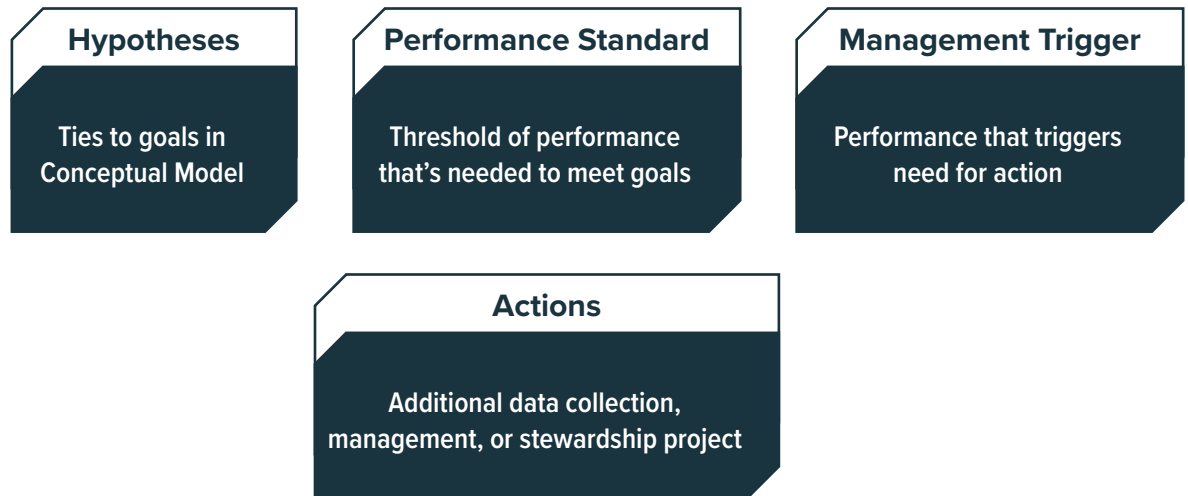 Hypotheses
Ties to goals in
Conceptual Model
Performance Standard
Threshold of performance
that’s needed to meet goals
Management Trigger
Performance that triggers
need for action
Actions
Additional data collection,
management, or stewardship project